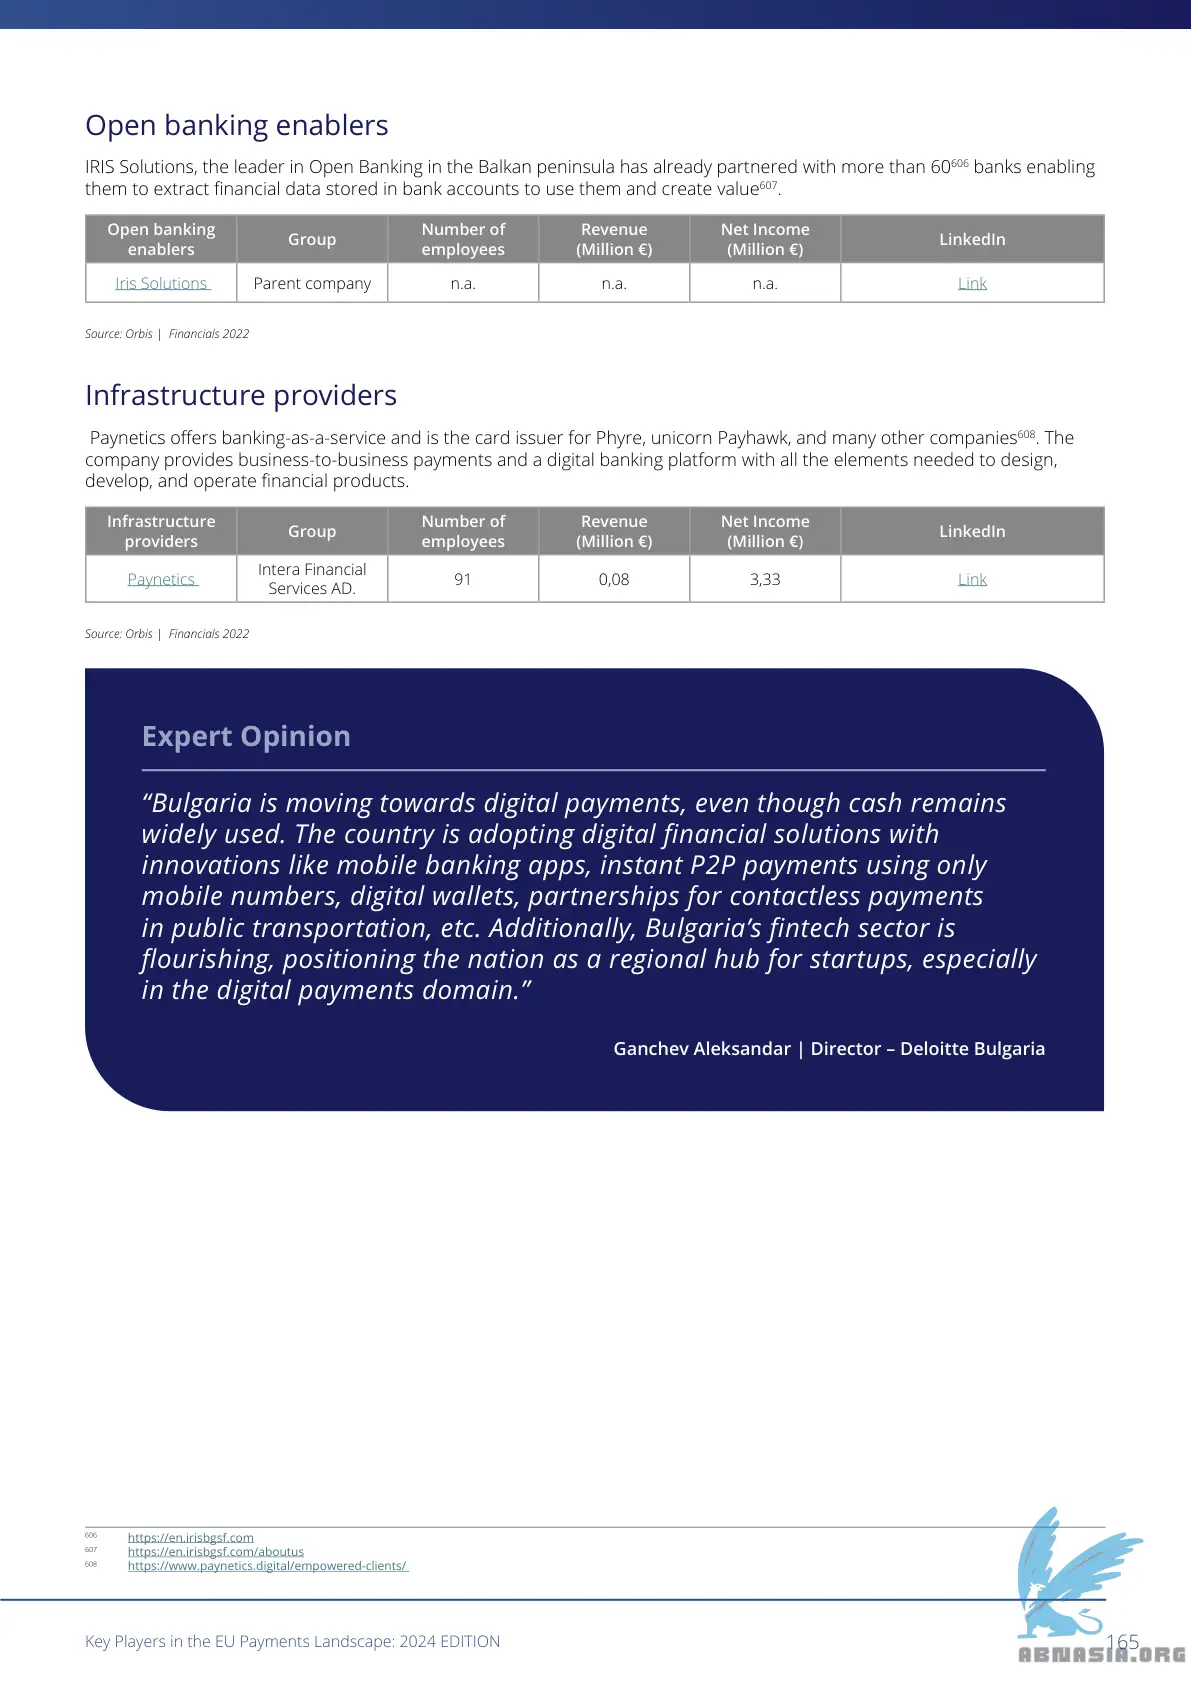 Open banking enablers
IRIS Solutions, the leader in Open Banking in the Balkan peninsula has already partnered with more than 60606 banks enabling
them to extract financial data stored in bank accounts to use them and create value607.
Open banking enablers | Group | Number of employees | Revenue (Million €) | Net Income (Million €) | LinkedIn
Iris Solutions | Parent company | n.a. | n.a. | n.a. | Link
Source: Orbis | Financials 2022
Infrastructure providers
Paynetics offers banking-as-a-service and is the card issuer for Phyre, unicorn Payhawk, and many other companies608. The
company provides business-to-business payments and a digital banking platform with all the elements needed to design,
develop, and operate financial products.
Infrastructure providers | Group | Number of employees | Revenue (Million €) | Net Income (Million €) | LinkedIn
Paynetics | Intera Financial Services AD. | 91 | 0,08 | 3,33 | Link
Source: Orbis | Financials 2022
Expert Opinion
“Bulgaria is moving towards digital payments, even though cash remains
widely used. The country is adopting digital financial solutions with
innovations like mobile banking apps, instant P2P payments using only
mobile numbers, digital wallets, partnerships for contactless payments
in public transportation, etc. Additionally, Bulgaria’s fintech sector is
flourishing, positioning the nation as a regional hub for startups, especially
in the digital payments domain.”
Ganchev Aleksandar | Director – Deloitte Bulgaria
606 https://en.irisbgsf.com
607 https://en.irisbgsf.com/aboutus
608 https://www.paynetics.digital/empowered-clients/
Key Players in the EU Payments Landscape: 2024 EDITION
165
ABNASIA.ORG